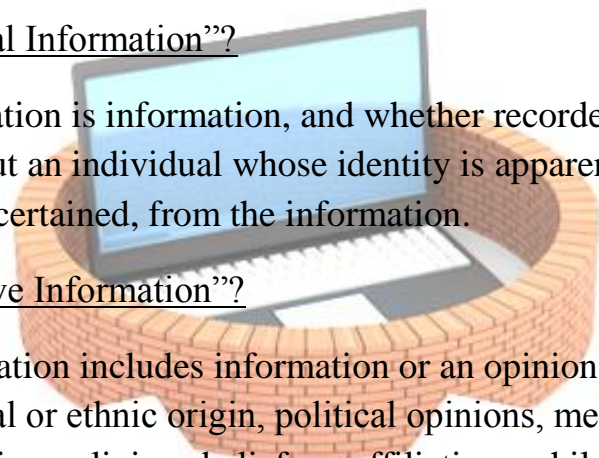 al Information”?
ation is information, and whether recorde
ut an individual whose identity is apparen
certained, from the information.
ve Information”?
ation includes information or an opinion
al or ethnic origin, political opinions, me